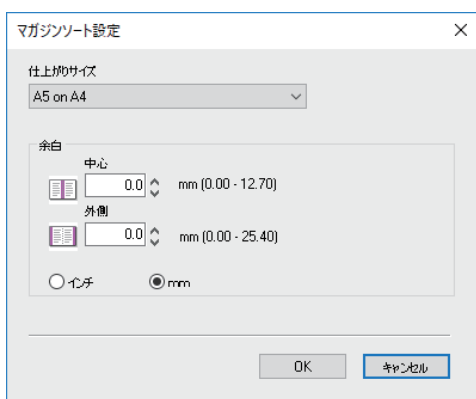 マガジンソート設定
仕上がりサイズ
A5 on A4
余白
中心
0.0 mm (0.00 - 12.70)
外側
0.0 mm (0.00 - 25.40)
インチ mm
OK キャンセル